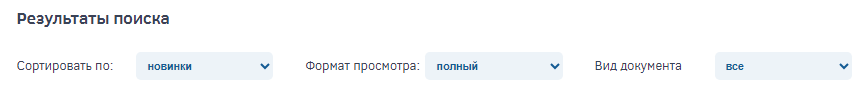 Результаты поиска
Сортировать по: новинки Формат просмотра: полный Вид документа все